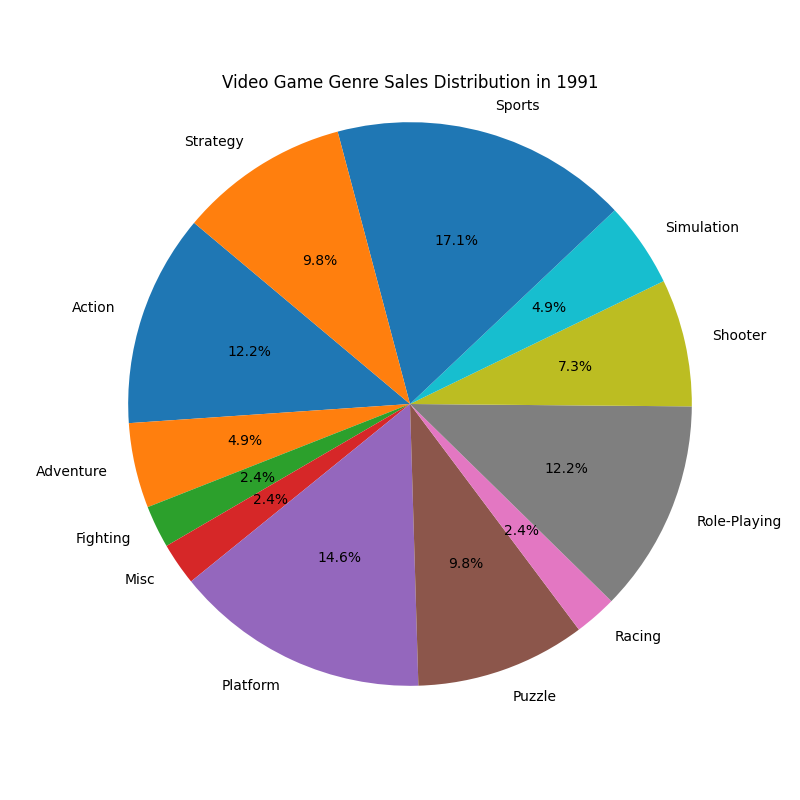 Video Game Genre Sales Distribution in 1991
Sports
Strategy
17.1%
Simulation
9.8%
Action
4.9%
Shooter
12.2%
7.3%
4.9%
Adventure
2.4%
12.2%
2.4%
Role-Playing
Fighting
2.4%
Misc
14.6%
9.8%
Racing
Platform
Puzzle